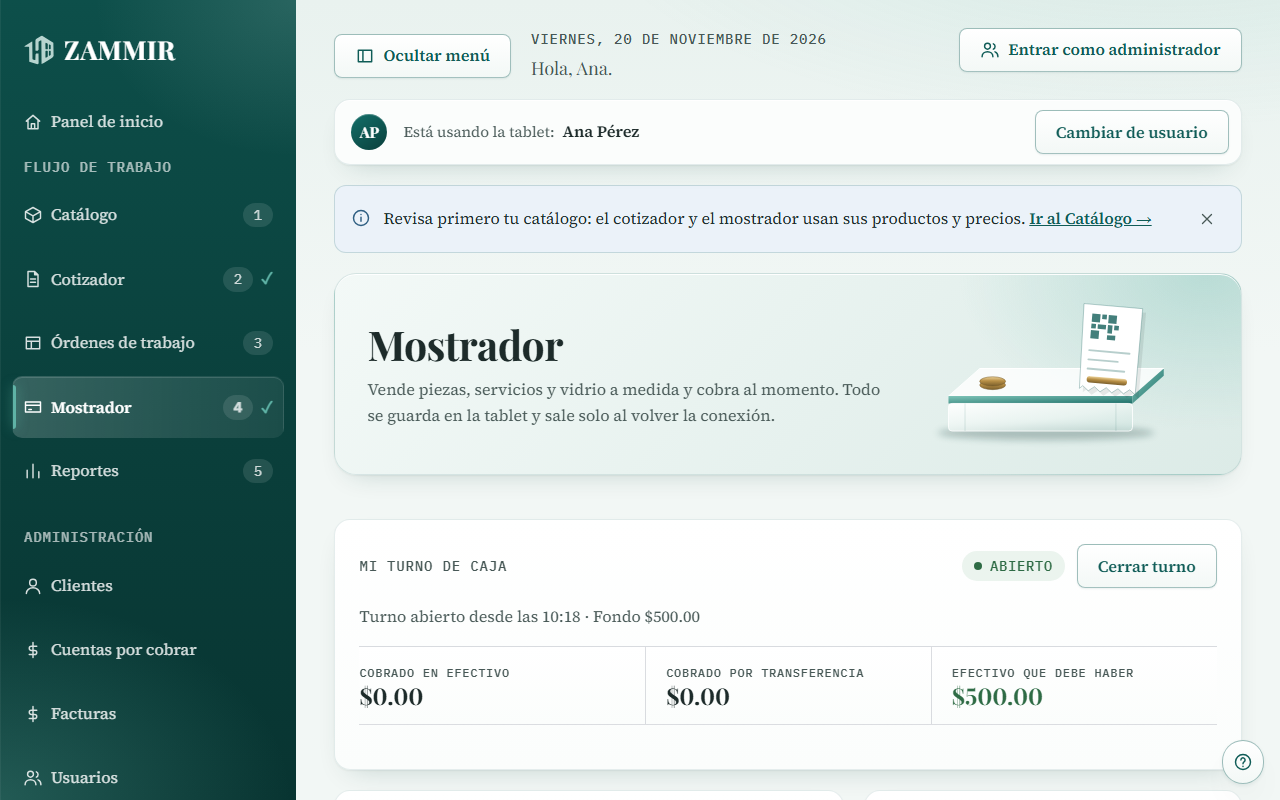 ZAMMIR
Panel de inicio
FLUJO DE TRABAJO
Catálogo 1
Cotizador 2 ✓
Órdenes de trabajo 3
Mostrador 4 ✓
Reportes 5
ADMINISTRACIÓN
Clientes
Cuentas por cobrar
Facturas
Usuarios
Ocultar menú
VIERNES, 20 DE NOVIEMBRE DE 2026
Hola, Ana.
Entrar como administrador
AP Está usando la tablet: Ana Pérez
Cambiar de usuario
Revisa primero tu catálogo: el cotizador y el mostrador usan sus productos y precios. Ir al Catálogo →
Mostrador
Vende piezas, servicios y vidrio a medida y cobra al momento. Todo
se guarda en la tablet y sale solo al volver la conexión.
MI TURNO DE CAJA
ABIERTO
Cerrar turno
Turno abierto desde las 10:18 · Fondo $500.00
COBRADO EN EFECTIVO
$0.00
COBRADO POR TRANSFERENCIA
$0.00
EFECTIVO QUE DEBE HABER
$500.00